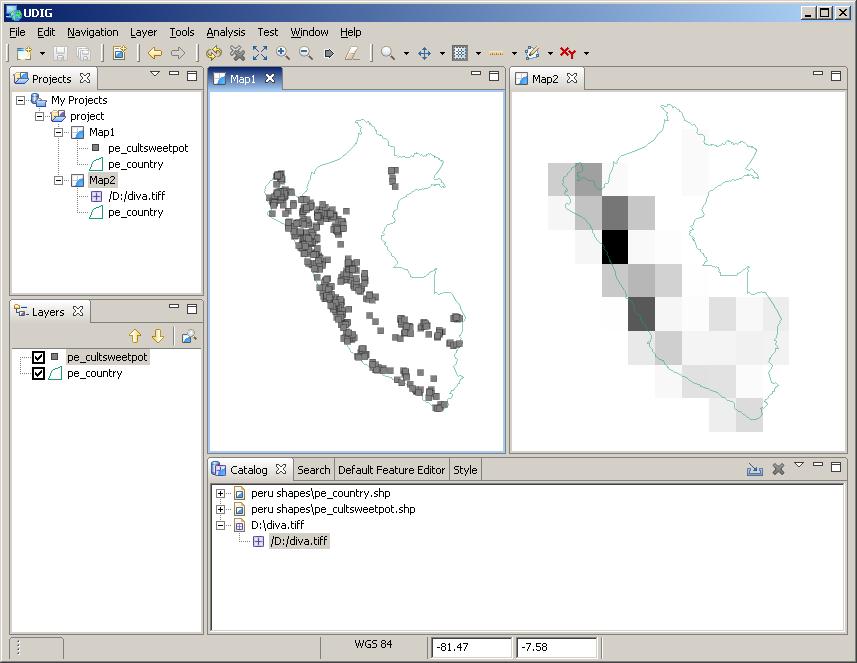 UDIG
File Edit Navigation Layer Tools Analysis Test Window Help
Projects
My Projects
project
Map1
pe_cultsweetpot
pe_country
Map2
/D:/diva.tiff
pe_country
Layers
pe_cultsweetpot
pe_country
Map1
Map2
Catalog Search Default Feature Editor Style
peru shapes\pe_country.shp
peru shapes\pe_cultsweetpot.shp
D:\diva.tiff
/D:/diva.tiff
WGS 84 -81.47 -7.58